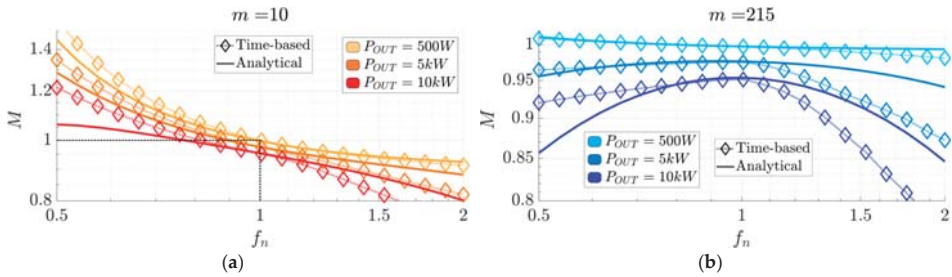 m = 10
1.4
1.2
1
0.8
M
0.5
1
1.5
2
f_n
Time-based
Analytical
P_OUT = 500W
P_OUT = 5kW
P_OUT = 10kW
(a)
m = 215
1
0.95
0.9
0.85
0.8
M
0.5
1
1.5
2
f_n
P_OUT = 500W
P_OUT = 5kW
P_OUT = 10kW
Time-based
Analytical
(b)